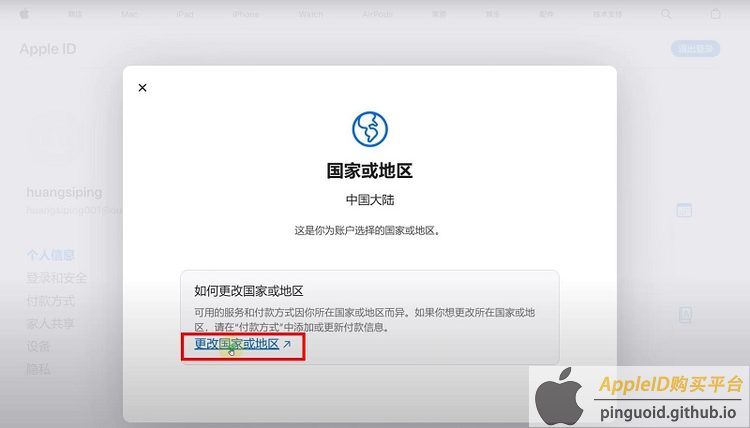 商店
Mac
iPad
iPhone
Watch
AirPods
家居
娱乐
配件
技术支持
Apple ID
退出登录
×
国家或地区
中国大陆
这是你为账户选择的国家或地区。
huangsiping
个人信息
登录和安全
付款方式
家人共享
设备
隐私
如何更改国家或地区
可用的服务和付款方式因你所在国家或地区而异。如果你想更改所在国家或地
区，请在“付款方式”中添加或更新付款信息。
更改国家或地区 ↗
AppleID购买平台
pinguoid.github.io